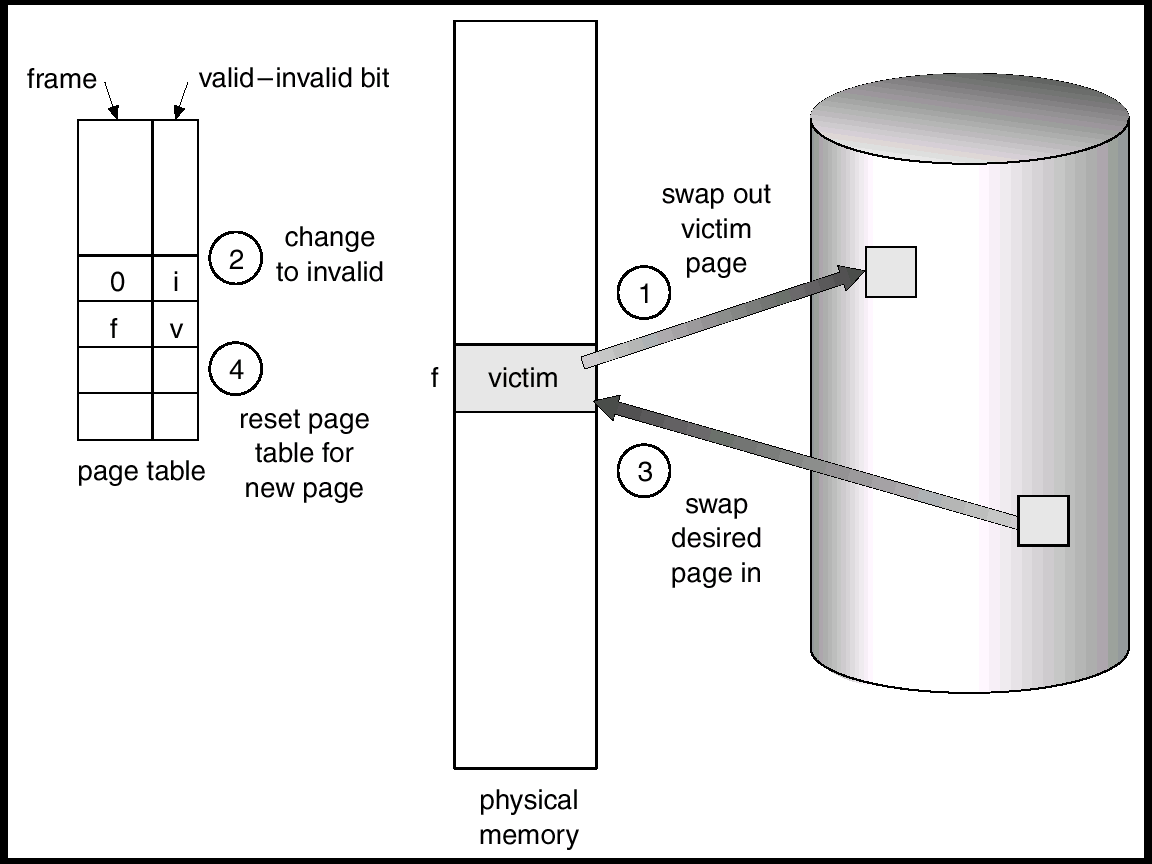 frame
valid–invalid bit
change
to invalid
2
0 i
f v
4
reset page
table for
new page
page table
f
victim
physical
memory
swap out
victim
page
1
3
swap
desired
page in